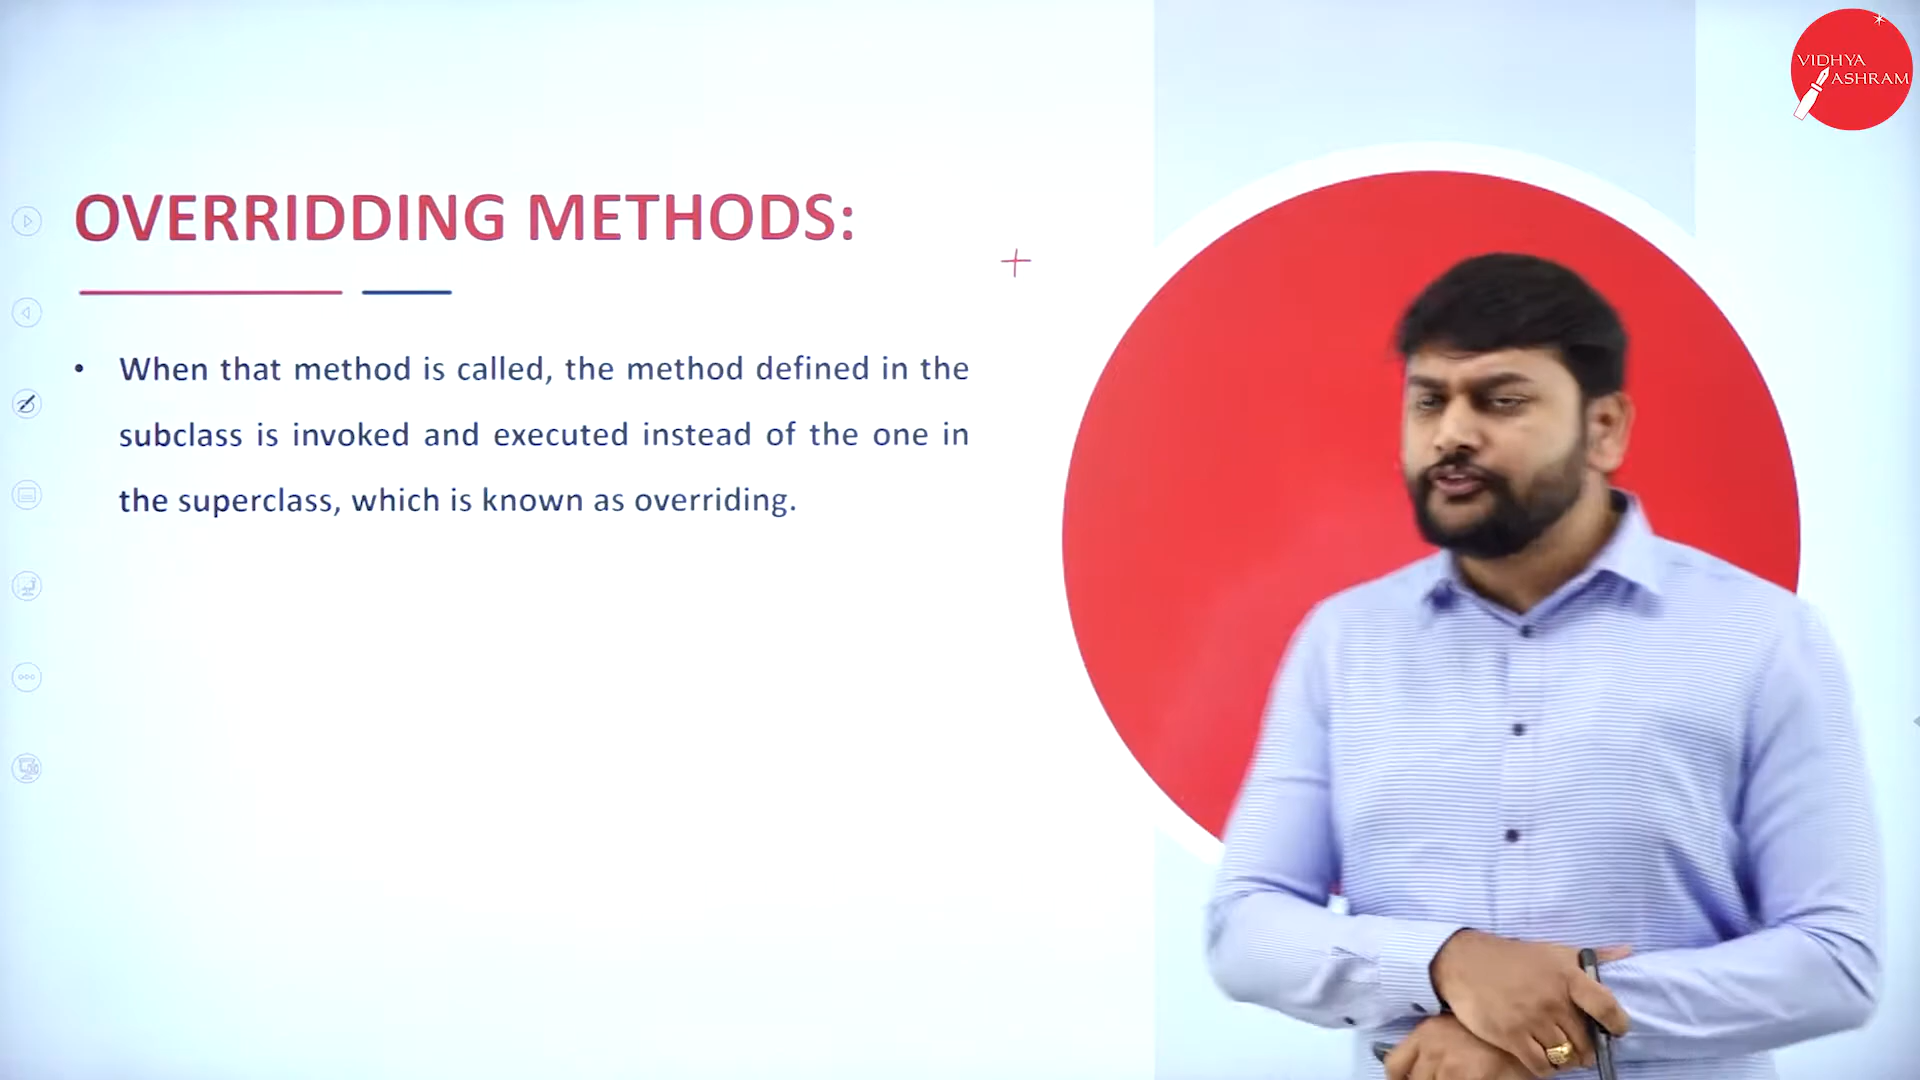 VIDHYA
ASHRAM
OVERRIDDING METHODS:
• When that method is called, the method defined in the
subclass is invoked and executed instead of the one in
the superclass, which is known as overriding.